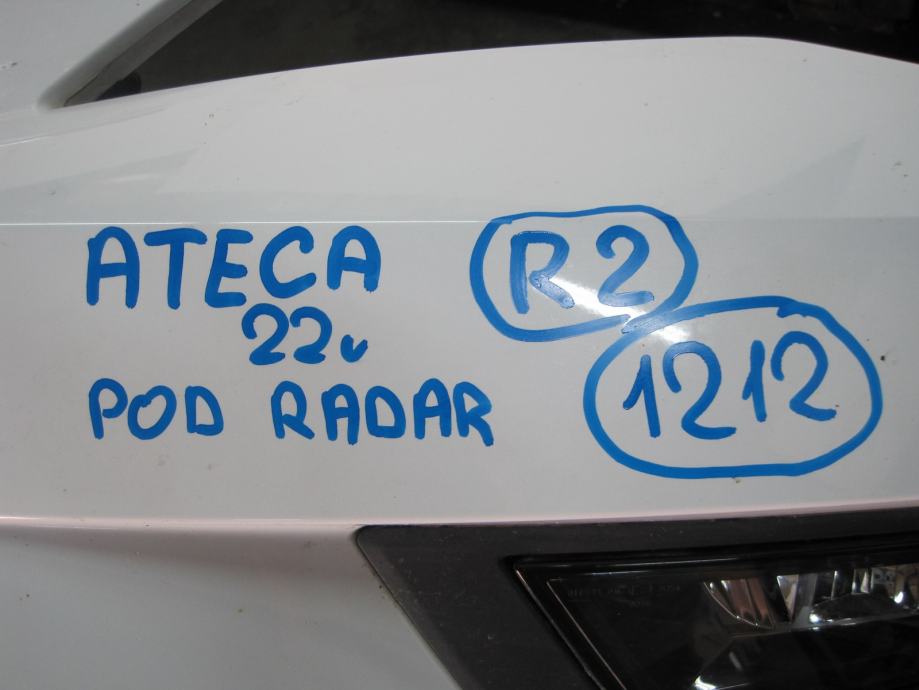 ATECA
22v
POD RADAR
R2
1212